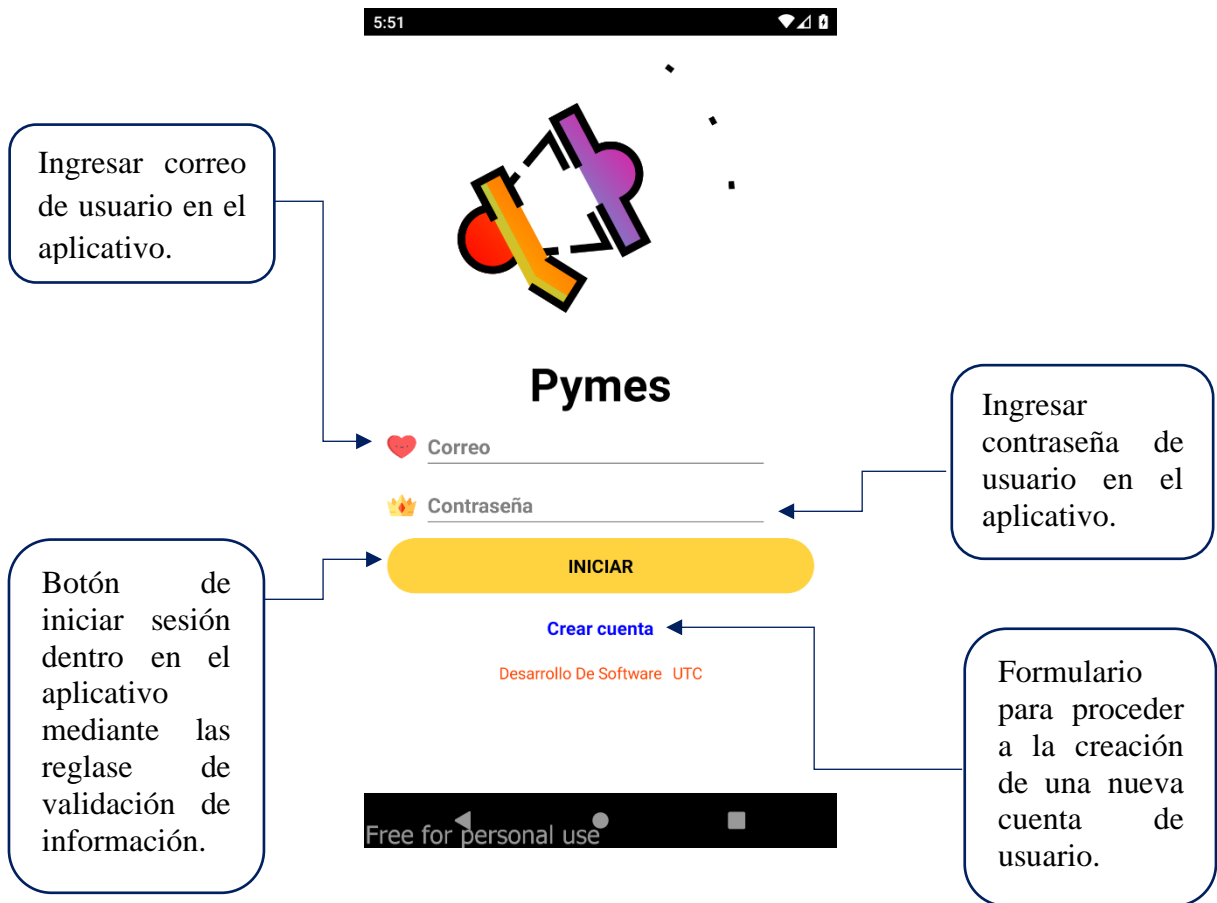 5:51
Ingresar correo
de usuario en el
aplicativo.
Pymes
Correo
Contraseña
INICIAR
Crear cuenta
Desarrollo De Software UTC
Free for personal use
Ingresar
contraseña de
usuario en el
aplicativo.
Botón de
iniciar sesión
dentro en el
aplicativo
mediante las
reglase de
validación de
información.
Formulario
para proceder
a la creación
de una nueva
cuenta de
usuario.